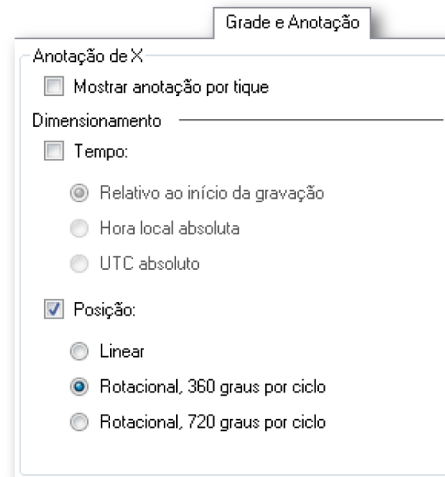 Grade e Anotação
Anotação de X
Mostrar anotação por tique
Dimensionamento
Tempo:
Relativo ao início da gravação
Hora local absoluta
UTC absoluto
Posição:
Linear
Rotacional, 360 graus por ciclo
Rotacional, 720 graus por ciclo